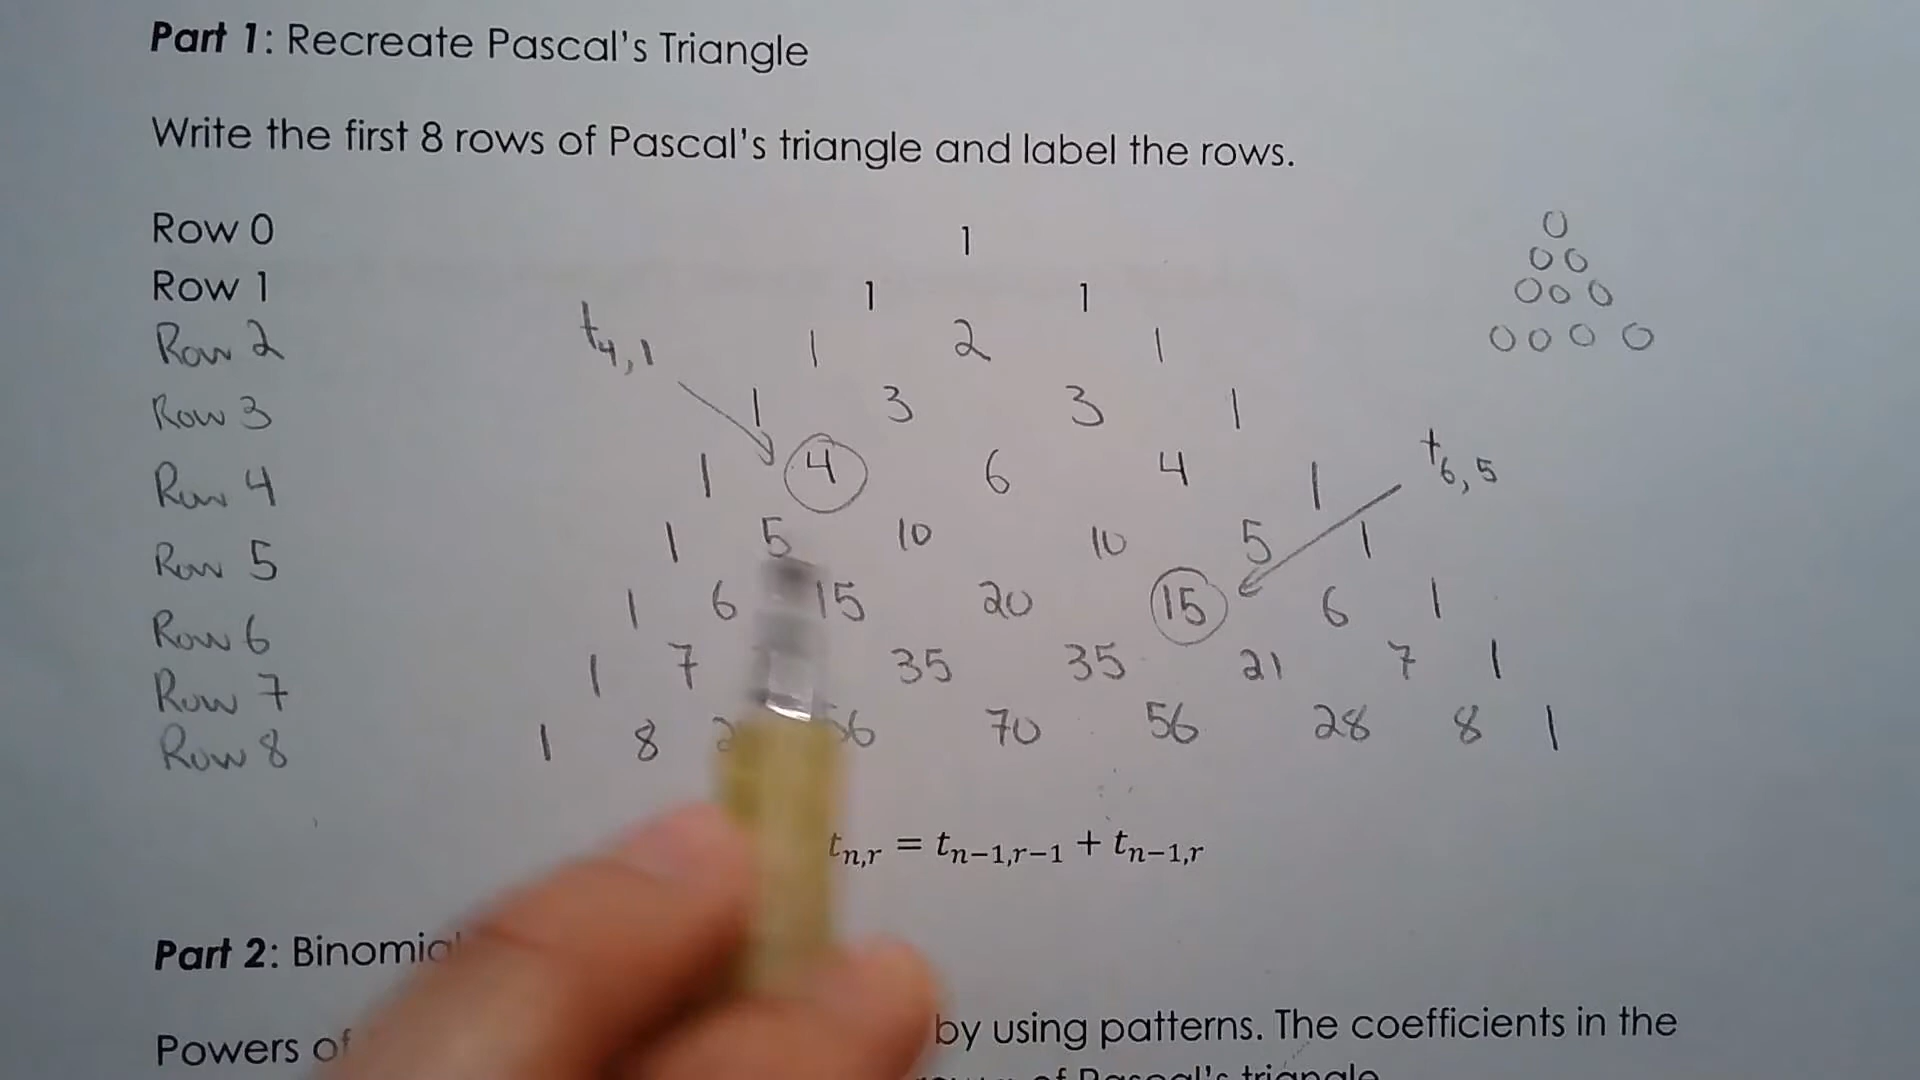 Part 1: Recreate Pascal's Triangle
Write the first 8 rows of Pascal's triangle and label the rows.
Row 0 1
Row 1 1 1
Row 2 t4,1 1 2 1
Row 3 1 3 3 1
Row 4 1 4 6 4 1 t6,5
Row 5 1 5 10 10 5 1
Row 6 1 6 15 20 15 6 1
Row 7 1 7 35 35 21 7 1
Row 8 1 8 56 70 56 28 8 1
tn,r = tn−1,r−1 + tn−1,r
Part 2:
Powers of by using patterns. The coefficients in the
of Pascal's triangle